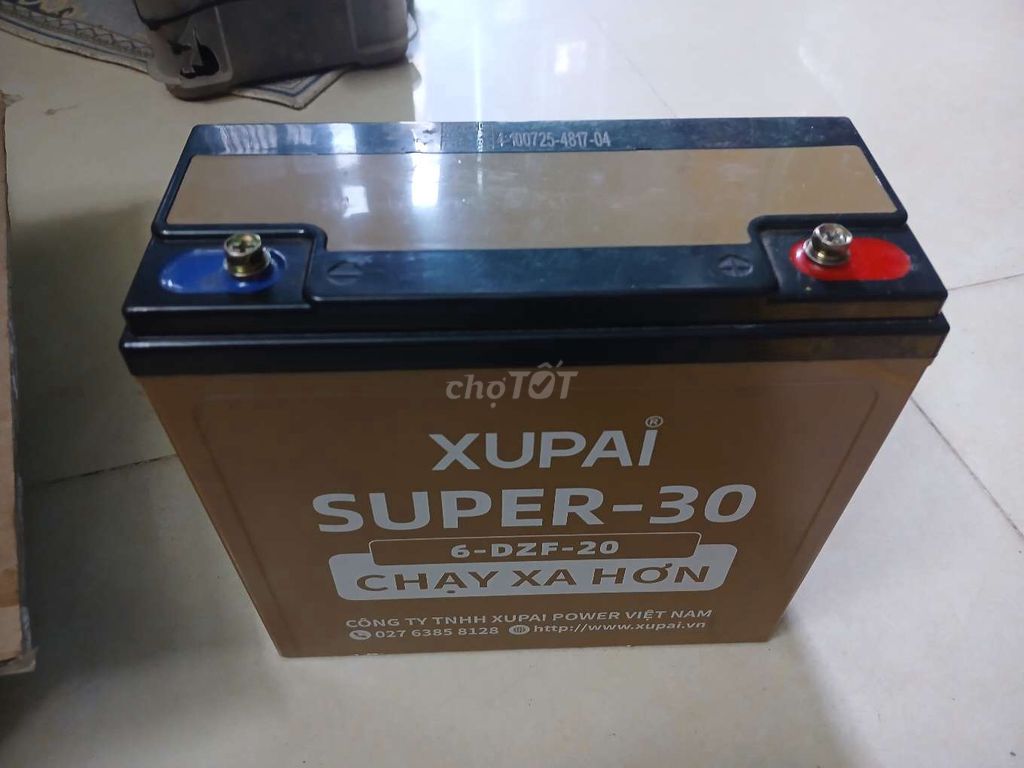 4-100725-4817-04
chợTỐT
XUPAI®
SUPER-30
6-DZF-20
CHẠY XA HƠN
CÔNG TY TNHH XUPAI POWER VIỆT NAM
027 6385 8128 http://www.xupai.vn